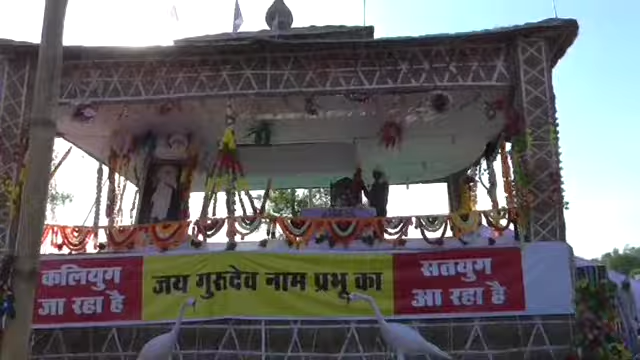 कलियुग
जा रहा है
जय गुरुदेव नाम प्रभू का
सतयुग
आ रहा है